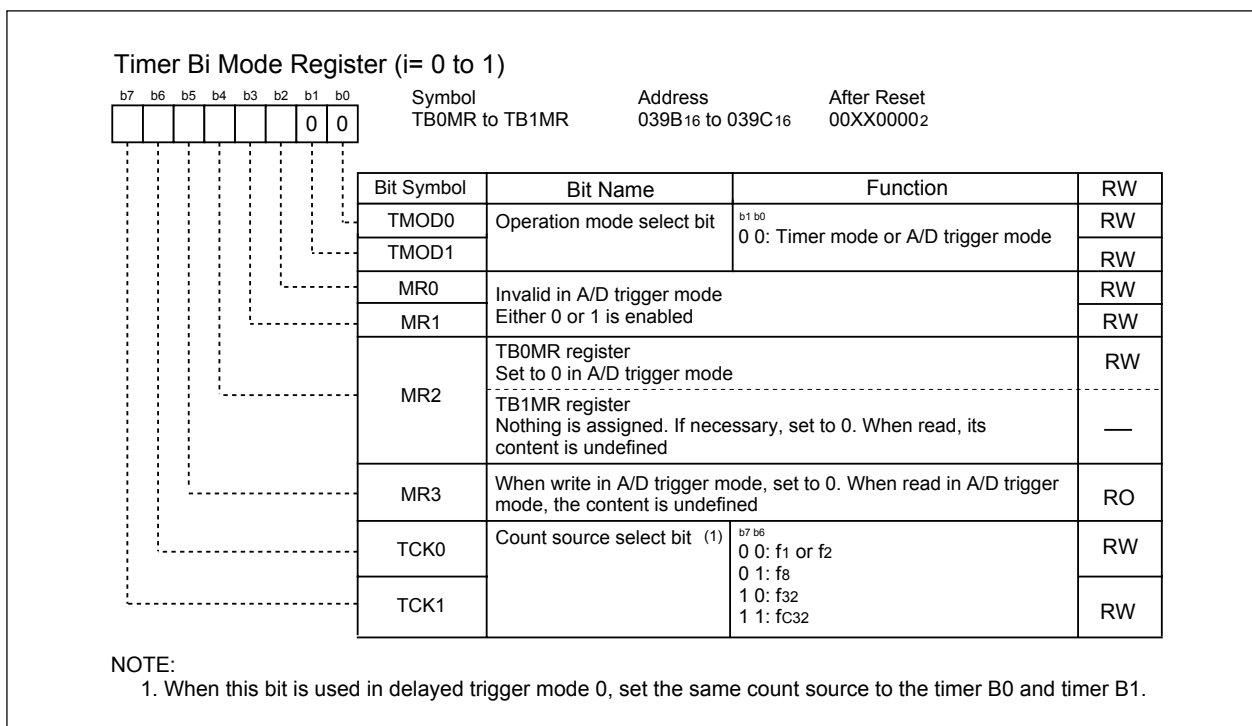 Timer Bi Mode Register (i= 0 to 1)
b7 b6 b5 b4 b3 b2 b1 b0
0 0
Symbol Address After Reset
TB0MR to TB1MR 039B16 to 039C16 00XX00002
Bit Symbol Bit Name Function RW
TMOD0 Operation mode select bit b1 b0 RW
0 0: Timer mode or A/D trigger mode
TMOD1 RW
MR0 Invalid in A/D trigger mode RW
MR1 Either 0 or 1 is enabled RW
MR2 TB0MR register RW
Set to 0 in A/D trigger mode
TB1MR register
Nothing is assigned. If necessary, set to 0. When read, its —
content is undefined
MR3 When write in A/D trigger mode, set to 0. When read in A/D trigger RO
mode, the content is undefined
TCK0 Count source select bit (1) b7 b6 RW
0 0: f1 or f2
0 1: f8
TCK1 1 0: f32 RW
1 1: fC32
NOTE:
1. When this bit is used in delayed trigger mode 0, set the same count source to the timer B0 and timer B1.